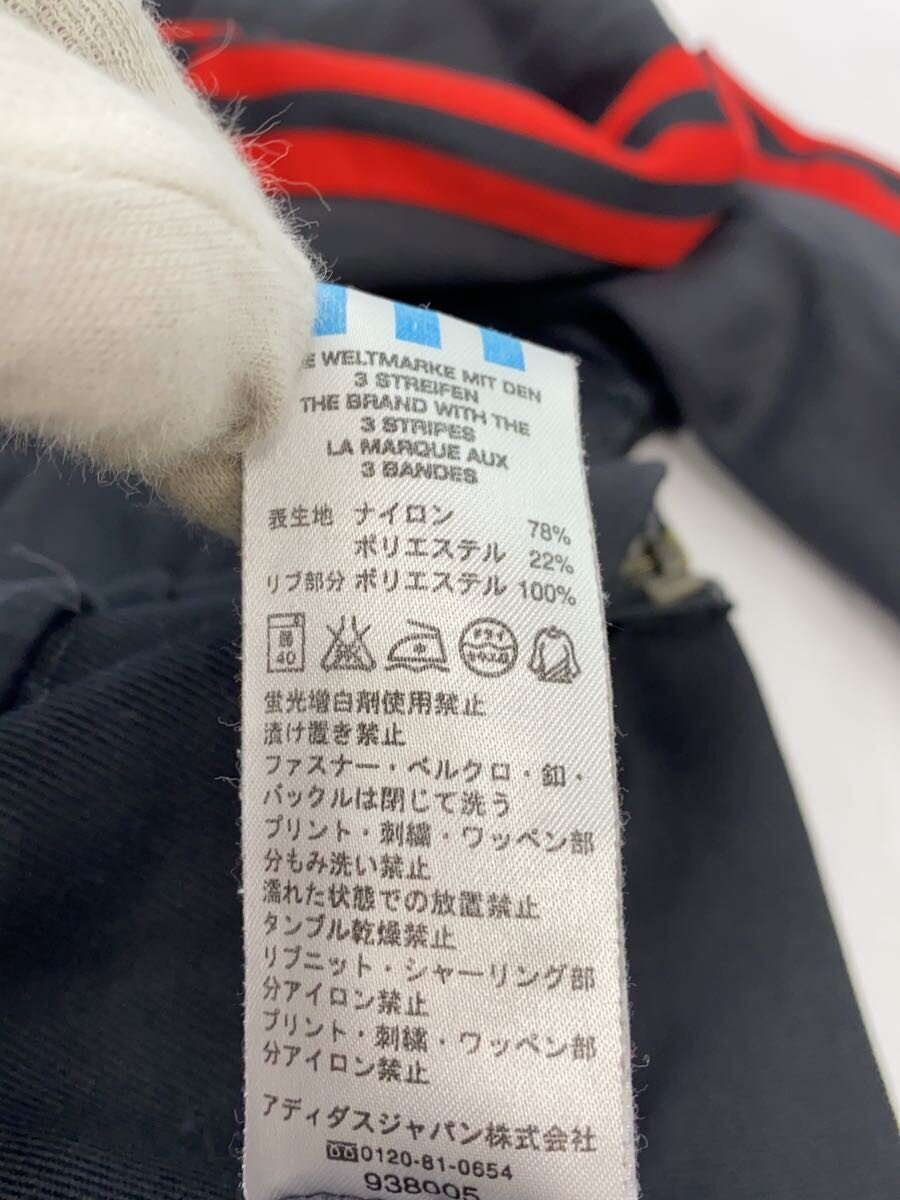 WELTMARKE MIT DEN
3 STREIFEN
THE BRAND WITH THE
3 STRIPES
LA MARQUE AUX
3 BANDES
表生地 ナイロン 78%
ポリエステル 22%
リブ部分 ポリエステル 100%
40
蛍光増白剤使用禁止
漬け置き禁止
ファスナー・ベルクロ・釦・
バックルは閉じて洗う
プリント・刺繍・ワッペン部
分もみ洗い禁止
濡れた状態での放置禁止
タンブル乾燥禁止
リブニット・シャーリング部
分アイロン禁止
プリント・刺繍・ワッペン部
分アイロン禁止
アディダスジャパン株式会社
0120-81-0654